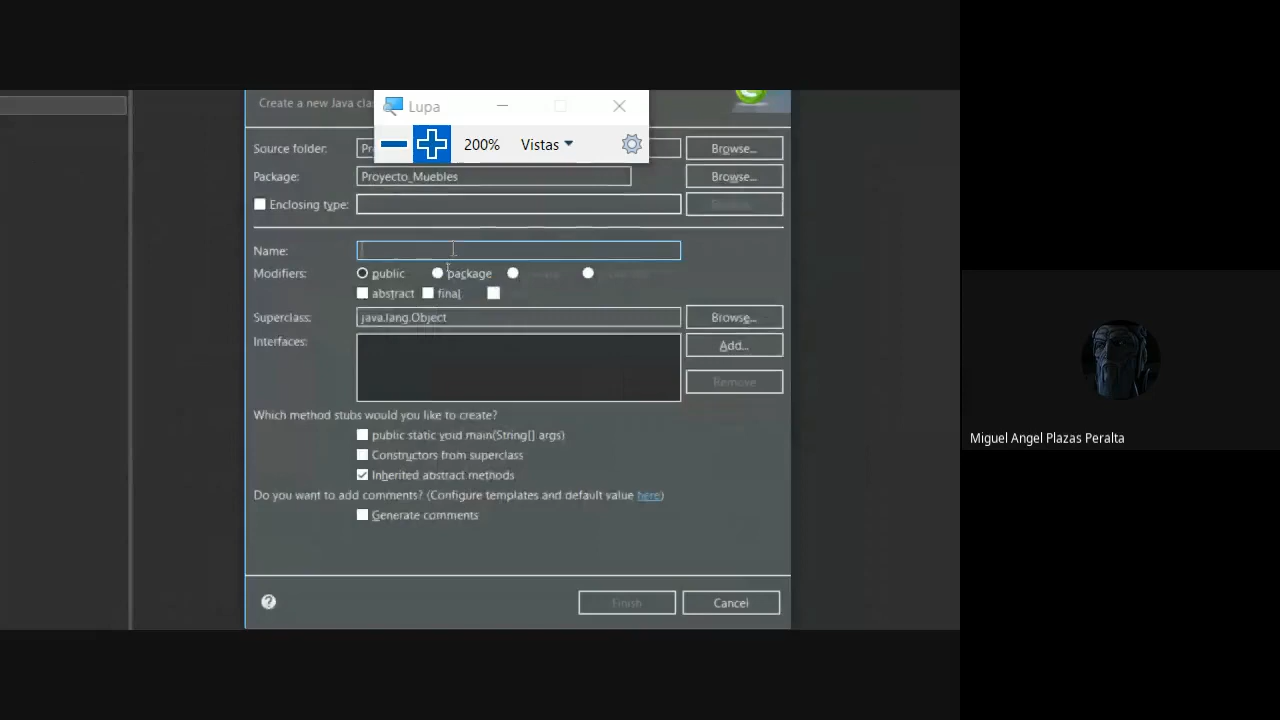 Create a new Java cla
Lupa
200%
Vistas
Source folder:
Pr
Browse...
Package:
Proyecto_Muebles
Browse...
Enclosing type:
Name:
Modifiers:
public
package
abstract
final
Superclass:
java.lang.Object
Browse...
Interfaces:
Add...
Remove
Which method stubs would you like to create?
public static void main(String[] args)
Constructors from superclass
Inherited abstract methods
Do you want to add comments? (Configure templates and default value here)
Generate comments
?
Finish
Cancel
Miguel Angel Plazas Peralta